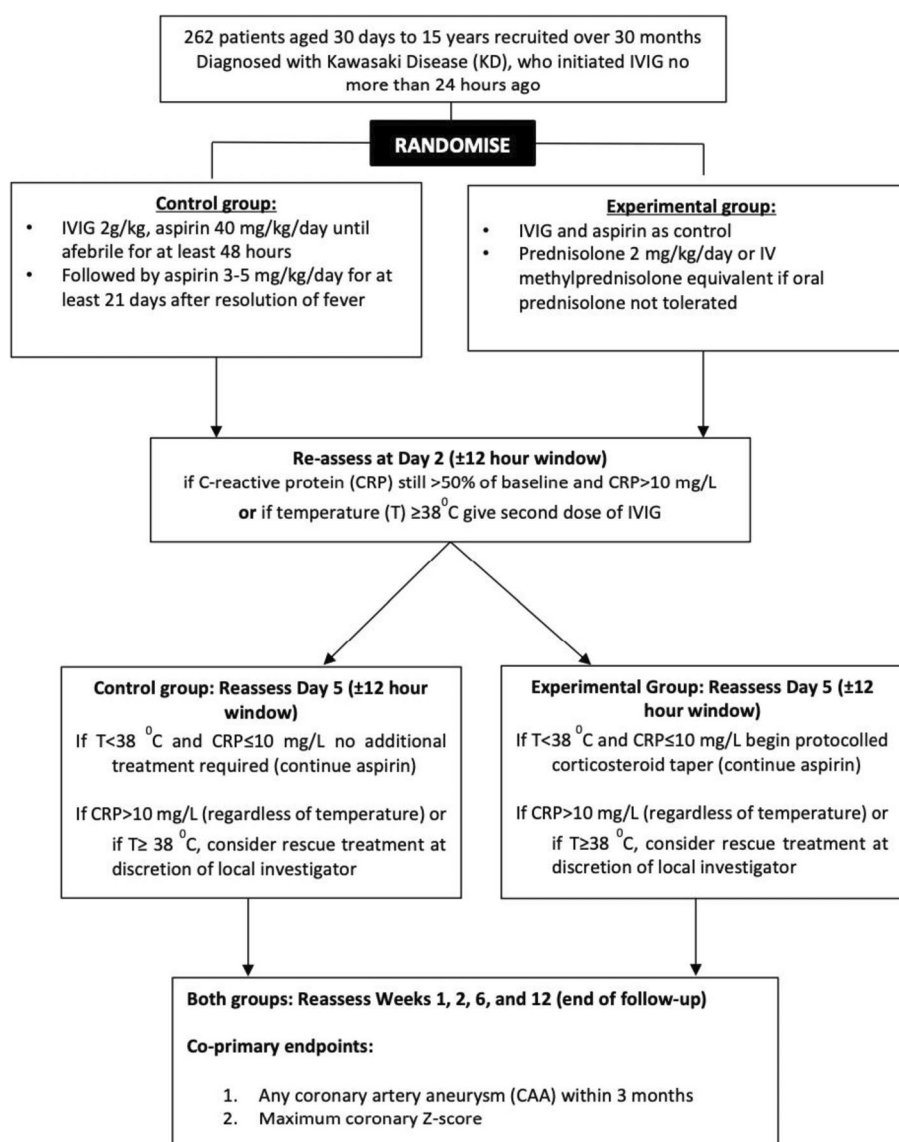 262 patients aged 30 days to 15 years recruited over 30 months
Diagnosed with Kawasaki Disease (KD), who initiated IVIG no
more than 24 hours ago
RANDOMISE
Control group:
• IVIG 2g/kg, aspirin 40 mg/kg/day until
afebrile for at least 48 hours
• Followed by aspirin 3-5 mg/kg/day for at
least 21 days after resolution of fever
Experimental group:
• IVIG and aspirin as control
• Prednisolone 2 mg/kg/day or IV
methylprednisolone equivalent if oral
prednisolone not tolerated
Re-assess at Day 2 (±12 hour window)
if C-reactive protein (CRP) still >50% of baseline and CRP>10 mg/L
or if temperature (T) ≥38⁰C give second dose of IVIG
Control group: Reassess Day 5 (±12 hour
window)
If T<38 ⁰C and CRP≤10 mg/L no additional
treatment required (continue aspirin)
If CRP>10 mg/L (regardless of temperature) or
if T≥ 38 ⁰C, consider rescue treatment at
discretion of local investigator
Experimental Group: Reassess Day 5 (±12
hour window)
If T<38 ⁰C and CRP≤10 mg/L begin protocolled
corticosteroid taper (continue aspirin)
If CRP>10 mg/L (regardless of temperature) or
if T≥38 ⁰C, consider rescue treatment at
discretion of local investigator
Both groups: Reassess Weeks 1, 2, 6, and 12 (end of follow-up)
Co-primary endpoints:
1. Any coronary artery aneurysm (CAA) within 3 months
2. Maximum coronary Z-score